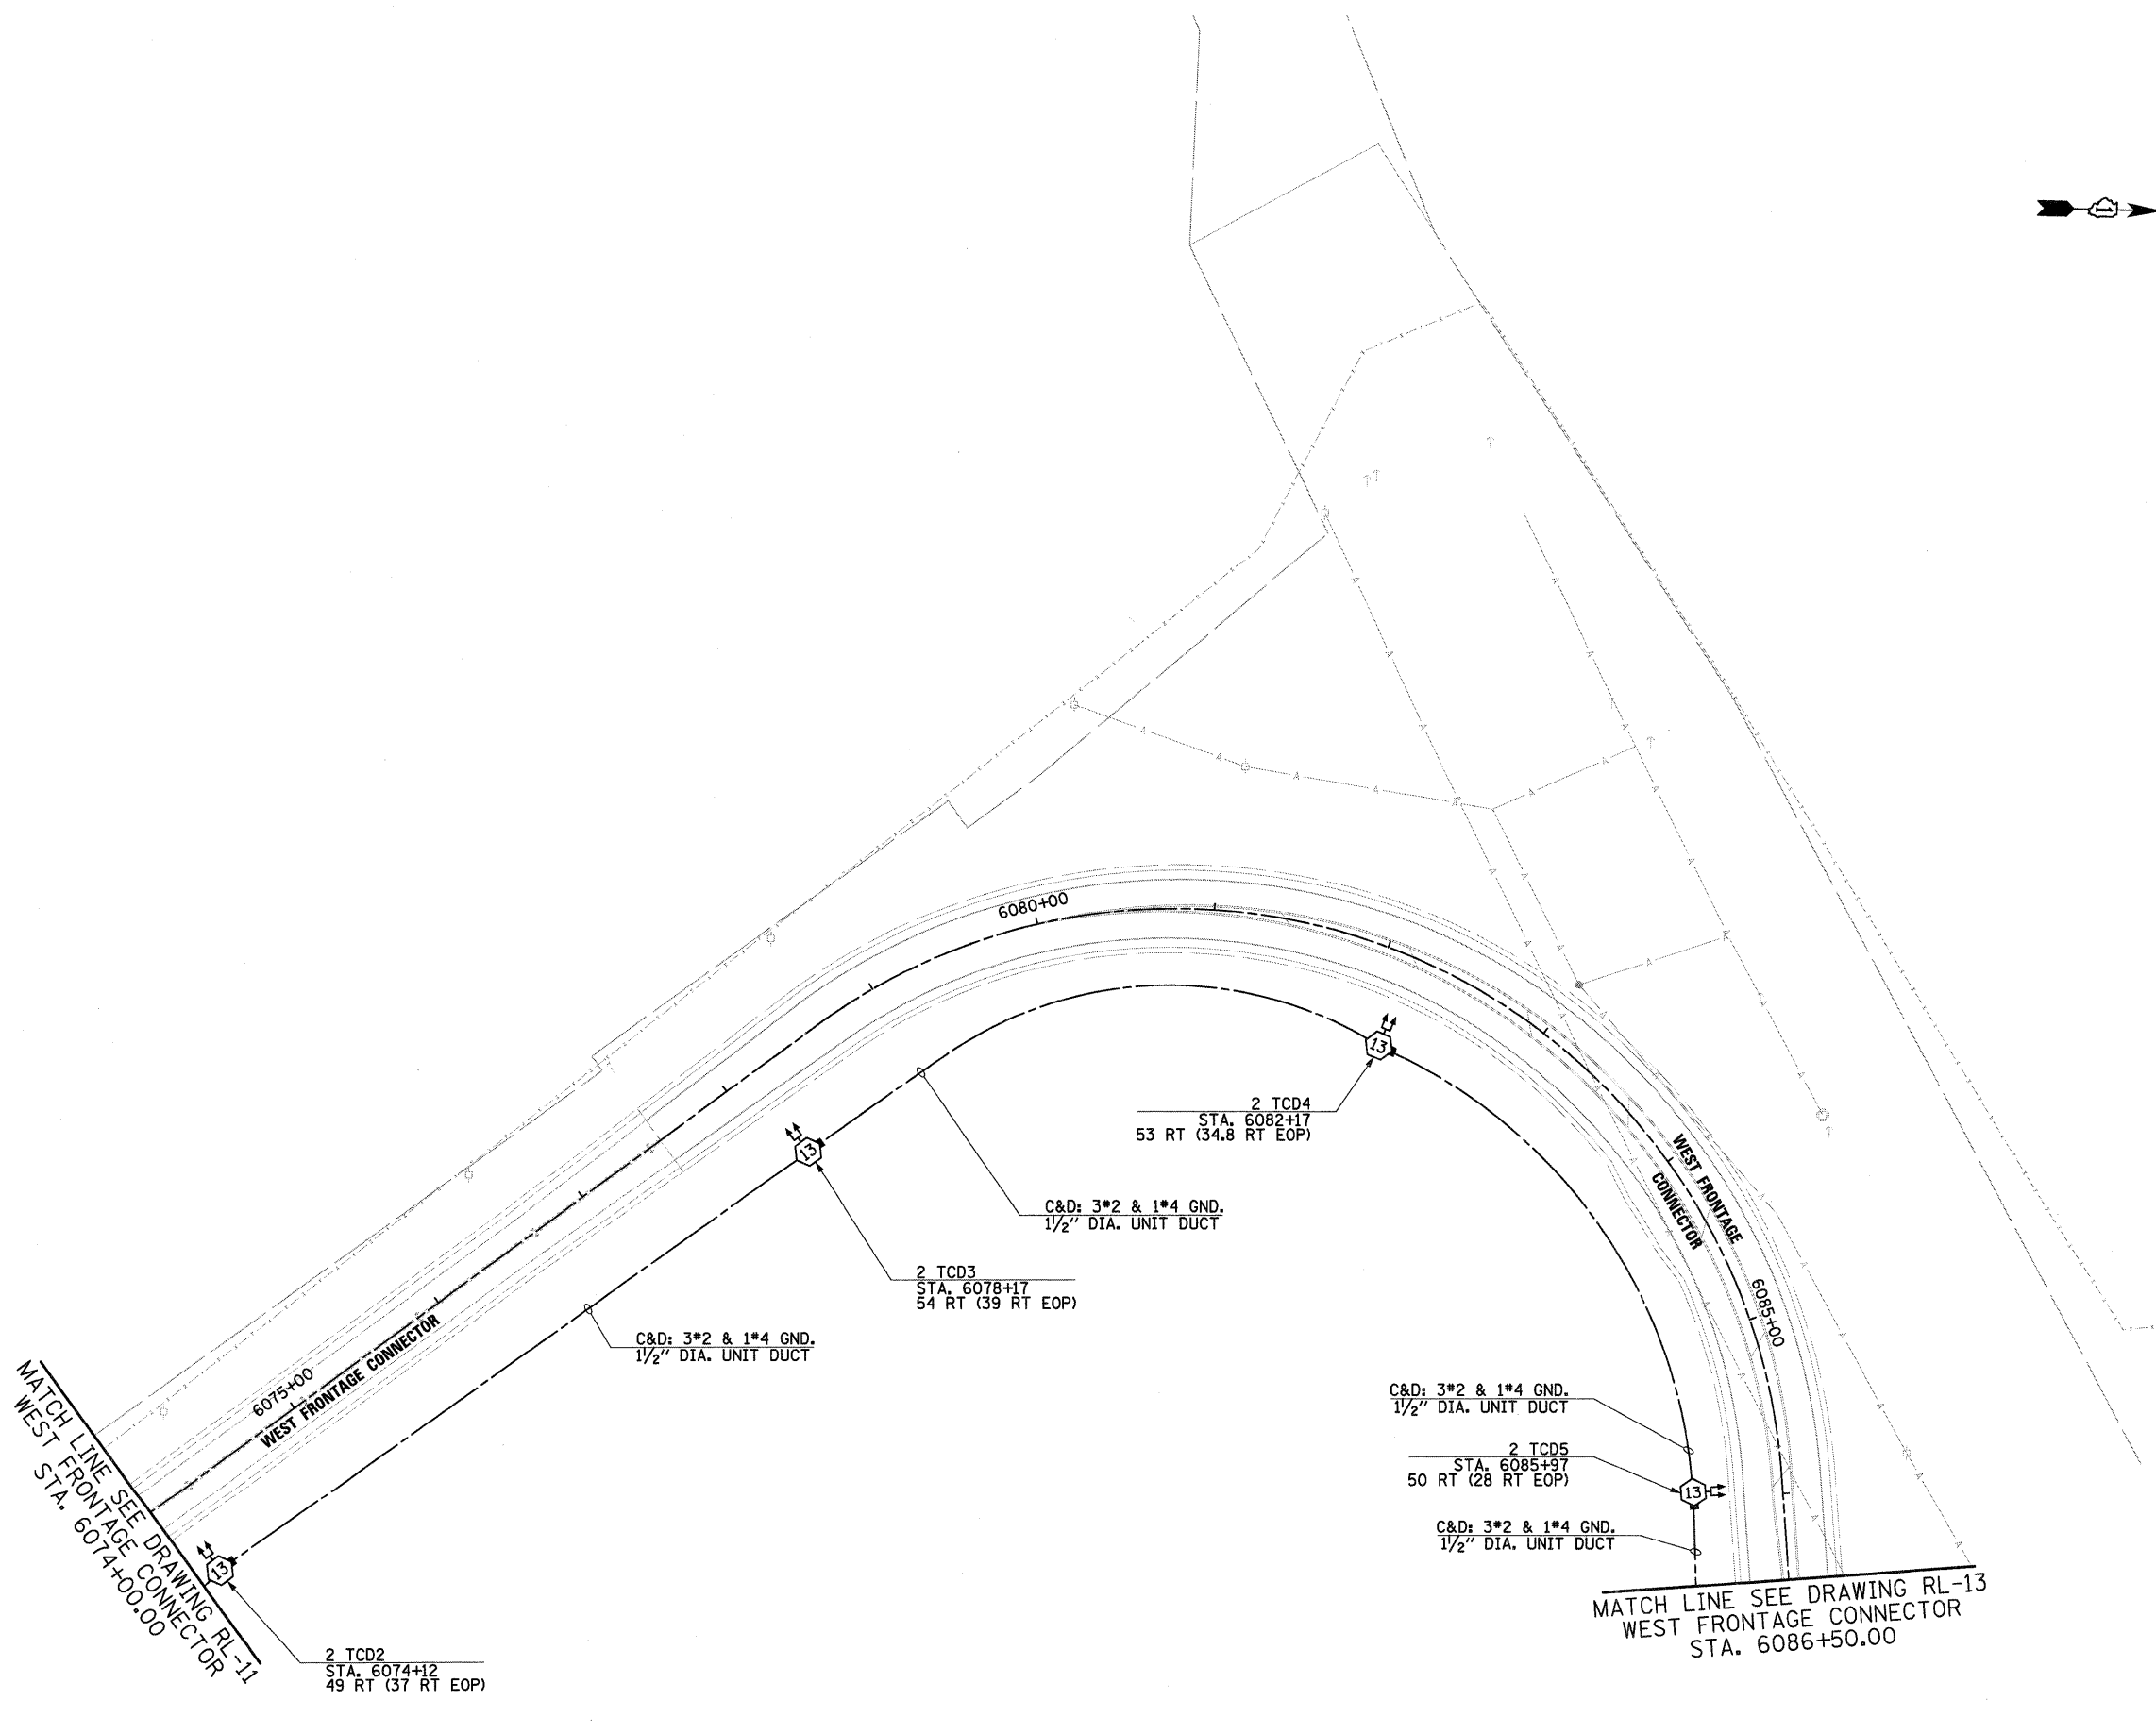 6080+00
2 TCD4
STA. 6082+17
53 RT (34.8 RT EOP)
C&D: 3#2 & 1#4 GND.
1½" DIA. UNIT DUCT
2 TCD3
STA. 6078+17
54 RT (39 RT EOP)
C&D: 3#2 & 1#4 GND.
1½" DIA. UNIT DUCT
WEST FRONTAGE
CONNECTOR
6085+00
6075+00
WEST FRONTAGE CONNECTOR
C&D: 3#2 & 1#4 GND.
1½" DIA. UNIT DUCT
2 TCD5
STA. 6085+97
50 RT (28 RT EOP)
C&D: 3#2 & 1#4 GND.
1½" DIA. UNIT DUCT
13
13
13
13
MATCH LINE SEE DRAWING RL-11
WEST FRONTAGE CONNECTOR
STA. 6074+00.00
2 TCD2
STA. 6074+12
49 RT (37 RT EOP)
MATCH LINE SEE DRAWING RL-13
WEST FRONTAGE CONNECTOR
STA. 6086+50.00